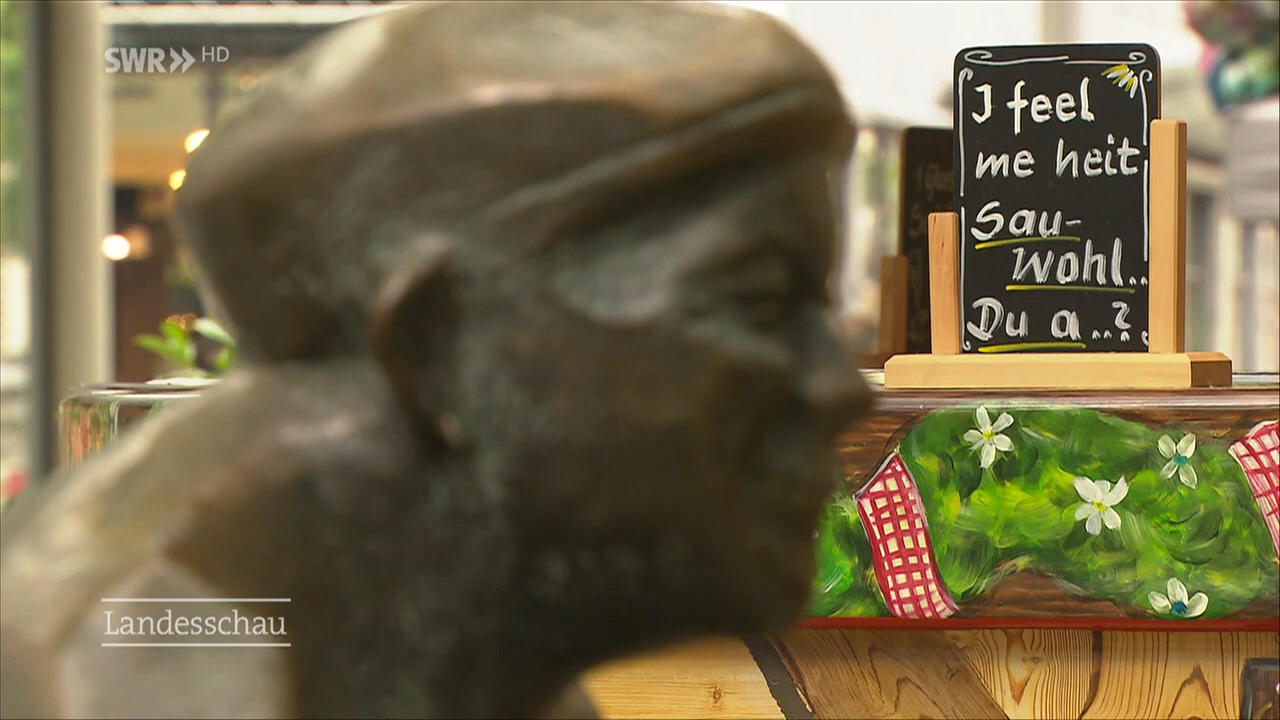 SWR HD
I feel
me heit
Sau-
Wohl..
Du a..?
Landesschau